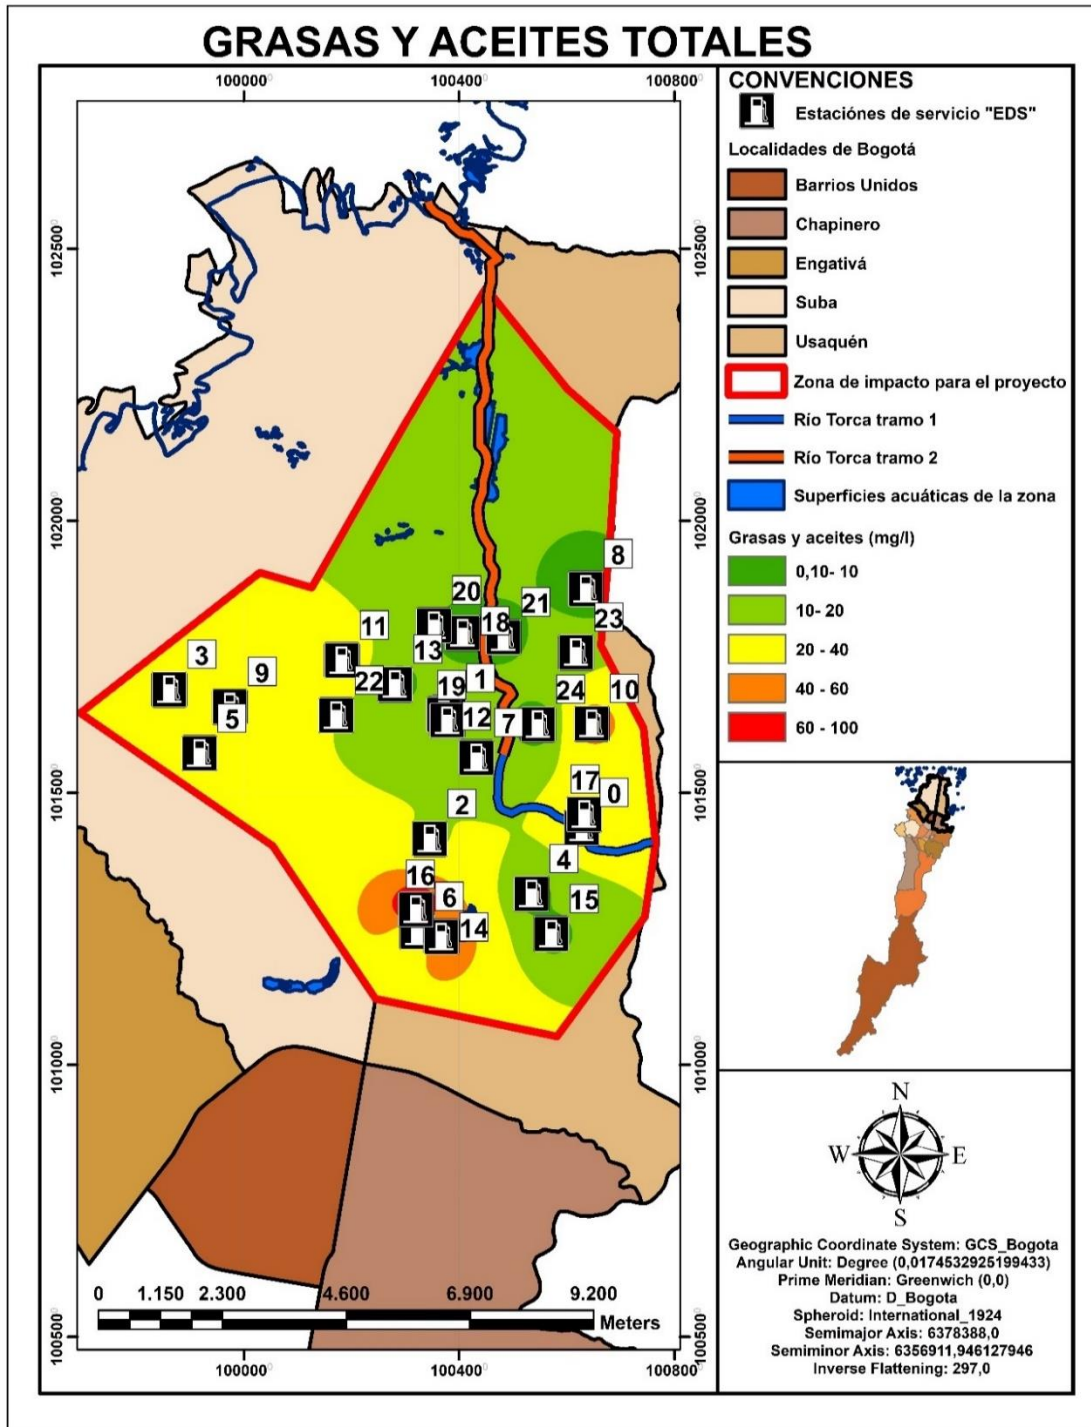 GRASAS Y ACEITES TOTALES
100000 100400 100800
CONVENCIONES
Estaciónes de servicio "EDS"
Localidades de Bogotá
Barrios Unidos
Chapinero
Engativá
Suba
Usaquén
Zona de impacto para el proyecto
Río Torca tramo 1
Río Torca tramo 2
Superficies acuáticas de la zona
Grasas y aceites (mg/l)
0,10- 10
10- 20
20 - 40
40 - 60
60 - 100
102500
102000
101500
101000
100500
8
20
21
11
18
23
13
3
9
22
1
19
24
10
5
12
7
17
0
2
4
16
6
15
14
0 1.150 2.300 4.600 6.900 9.200
Meters
100000 100400 100800
N
W E
S
Geographic Coordinate System: GCS_Bogota
Angular Unit: Degree (0,0174532925199433)
Prime Meridian: Greenwich (0,0)
Datum: D_Bogota
Spheroid: International_1924
Semimajor Axis: 6378388,0
Semiminor Axis: 6356911,946127946
Inverse Flattening: 297,0